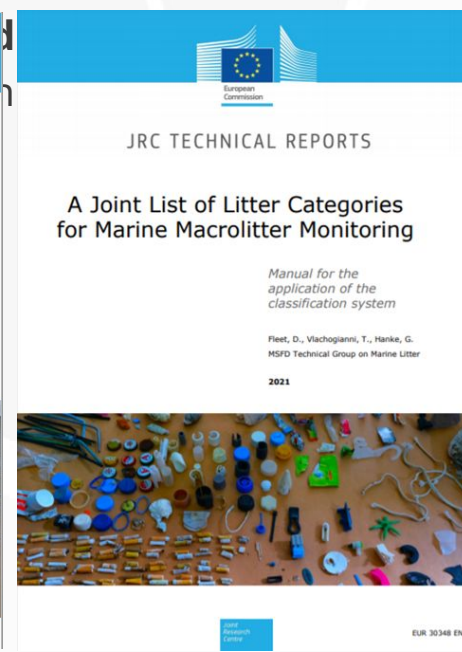 d
n
European
Commission
JRC TECHNICAL REPORTS
A Joint List of Litter Categories
for Marine Macrolitter Monitoring
Manual for the
application of the
classification system
Fleet, D., Vlachogianni, T., Hanke, G.
MSFD Technical Group on Marine Litter
2021
Joint
Research
Centre
EUR 30348 EN